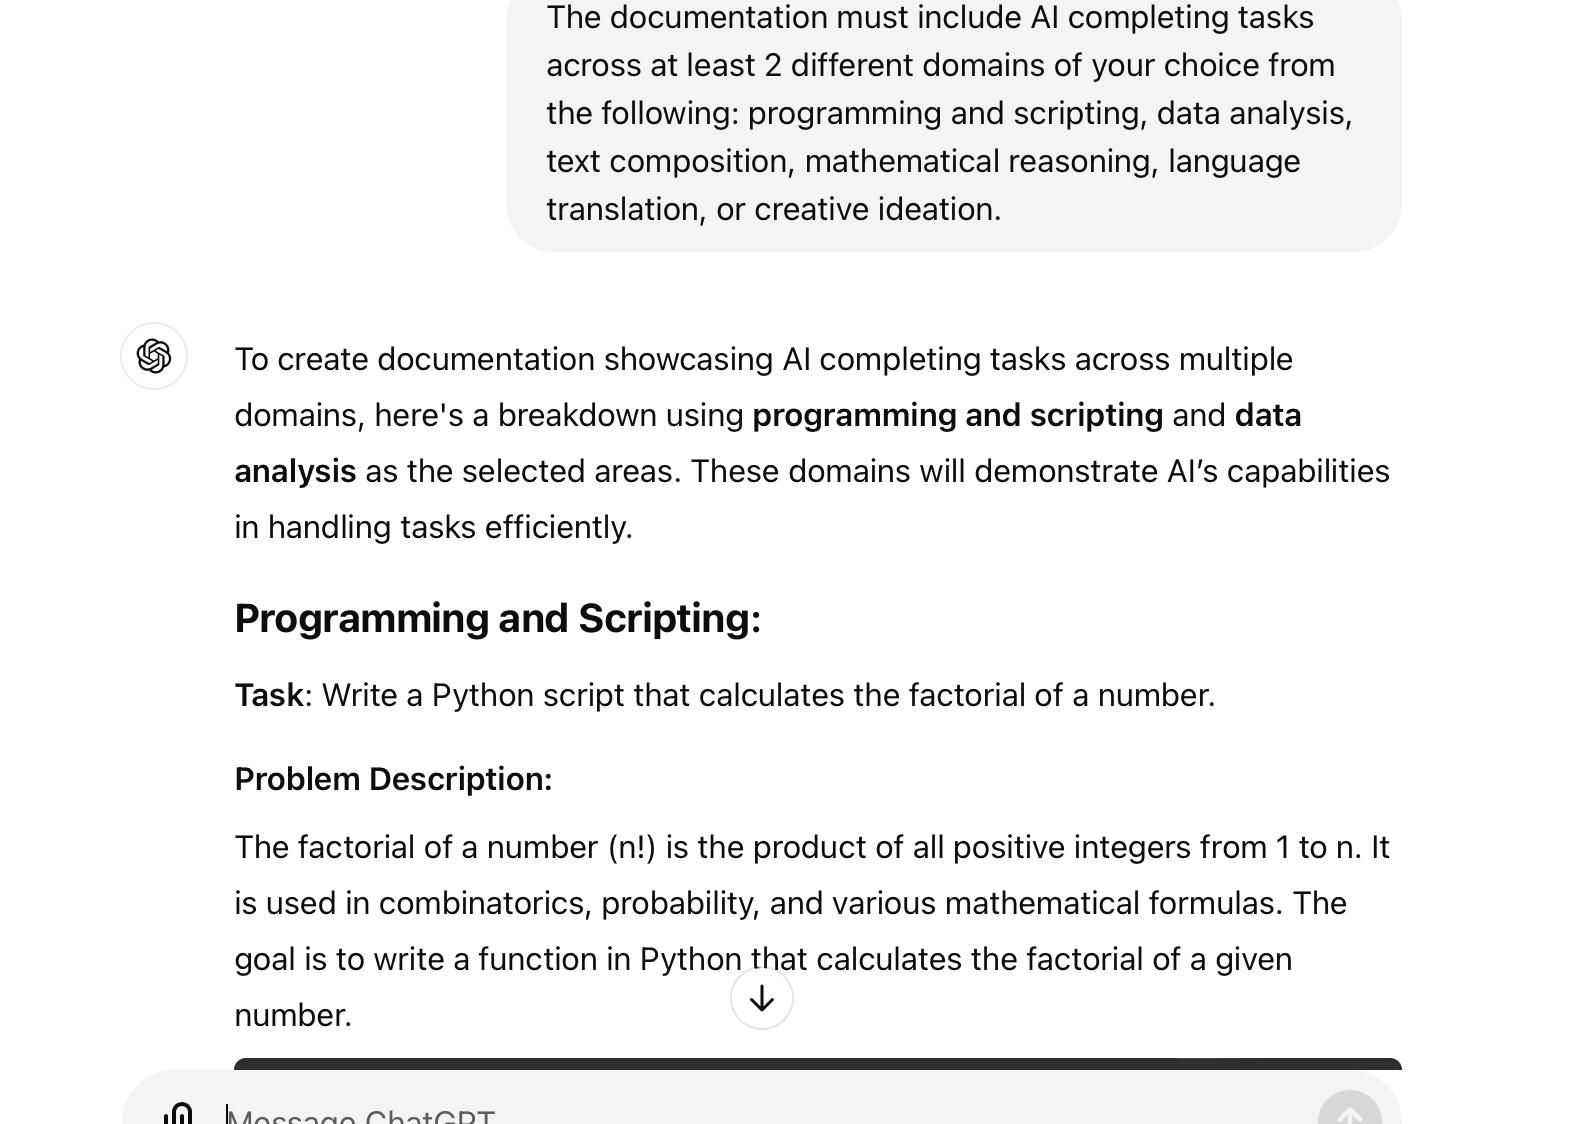 The documentation must include AI completing tasks
across at least 2 different domains of your choice from
the following: programming and scripting, data analysis,
text composition, mathematical reasoning, language
translation, or creative ideation.
To create documentation showcasing AI completing tasks across multiple
domains, here's a breakdown using programming and scripting and data
analysis as the selected areas. These domains will demonstrate AI’s capabilities
in handling tasks efficiently.
Programming and Scripting:
Task: Write a Python script that calculates the factorial of a number.
Problem Description:
The factorial of a number (n!) is the product of all positive integers from 1 to n. It
is used in combinatorics, probability, and various mathematical formulas. The
goal is to write a function in Python that calculates the factorial of a given
number.
Message ChatGPT